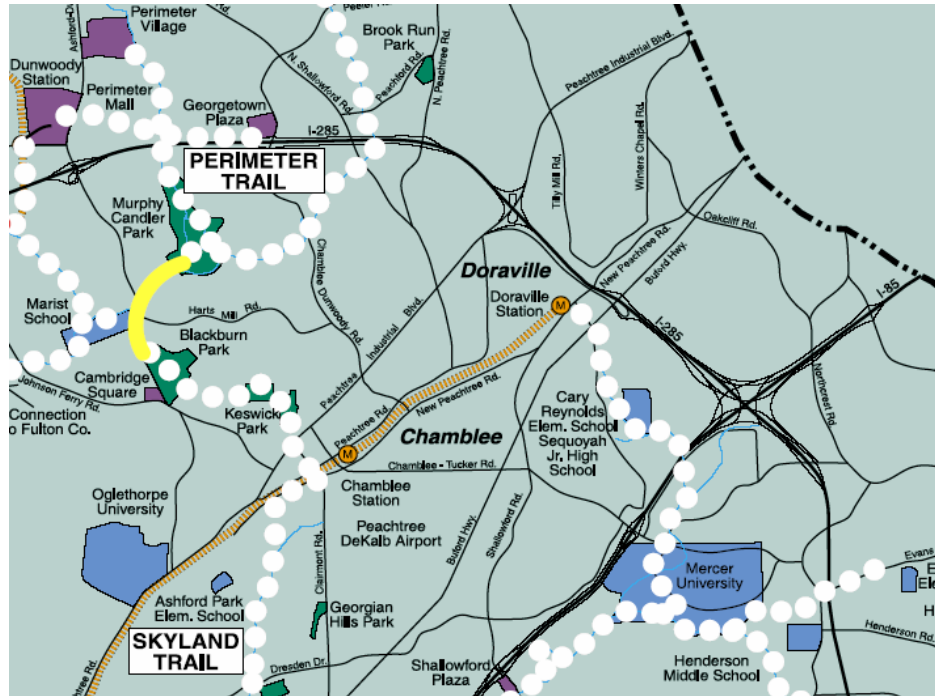 Perimeter
Village
Ashford-D
Peeler Rd.
Brook Run
Park
Dunwoody
Station
Perimeter
Mall
Georgetown
Plaza
N. Shallowford Rd.
Peachford Rd.
N. Peachtree Rd.
Peachtree Industrial Blvd.
I-285
PERIMETER
TRAIL
Tilly Mill Rd.
Winters Chapel Rd.
Murphy
Candler
Park
Chamblee Dunwoody Rd.
Oakcliff Rd.
New Peachtree Rd.
Buford Hwy.
Doraville
Doraville
Station
M
I-85
I-285
Marist
School
Harts Mill Rd.
Blackburn
Park
Peachtree Industrial Blvd.
Cambridge
Square
Johnson Ferry Rd.
Connection
o Fulton Co.
Keswick
Park
Peachtree Rd.
New Peachtree Rd.
Cary
Reynolds
Elem. School
Sequoyah
Jr. High
School
Northcrest Rd.
Chamblee
M
Chamblee - Tucker Rd.
Chamblee
Station
Oglethorpe
University
Peachtree
DeKalb Airport
Clairmont Rd.
Buford Hwy.
Shallowford Rd.
Mercer
University
Evans
E
Ele
H
Ashford Park
Elem. School
Georgian
Hills Park
Henderson Rd.
SKYLAND
TRAIL
Dresden Dr.
Shallowford
Plaza
Henderson
Middle School
htree Rd.